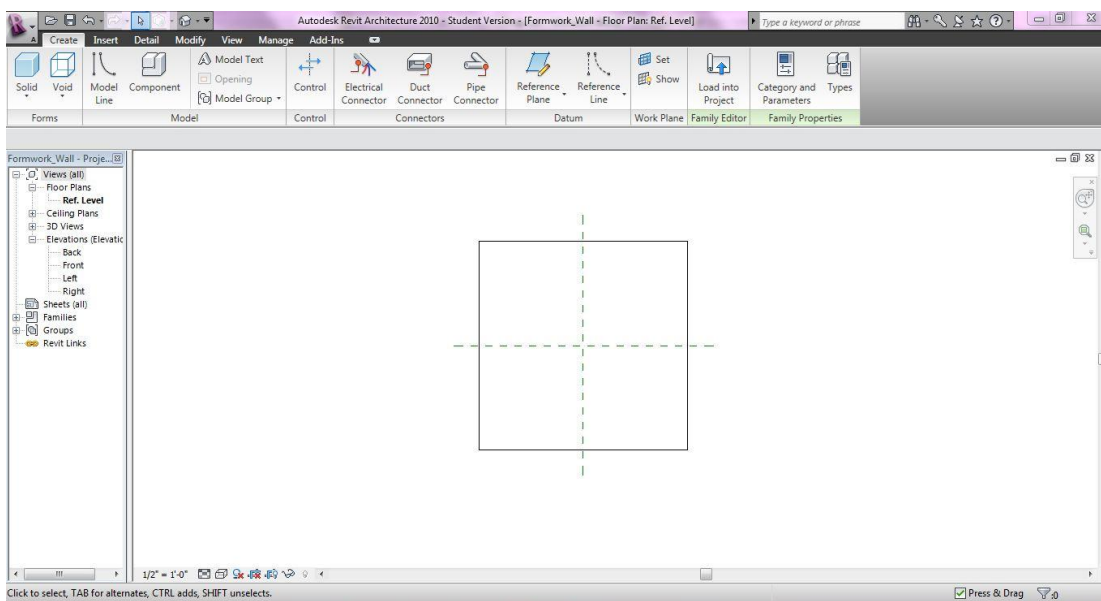 Autodesk Revit Architecture 2010 - Student Version - [Formwork_Wall - Floor Plan: Ref. Level]
Type a keyword or phrase
Create Insert Detail Modify View Manage Add-Ins
Solid Void Model Line Component
Model Text
Opening
Model Group
Control
Electrical Connector Duct Connector Pipe Connector
Reference Plane Reference Line
Set
Show
Load into Project
Category and Parameters Types
Forms Model Control Connectors Datum Work Plane Family Editor Family Properties
Formwork_Wall - Proje...
Views (all)
Floor Plans
Ref. Level
Ceiling Plans
3D Views
Elevations (Elevatic
Back
Front
Left
Right
Sheets (all)
Families
Groups
Revit Links
1/2" = 1'-0"
Click to select, TAB for alternates, CTRL adds, SHIFT unselects.
Press & Drag
:0